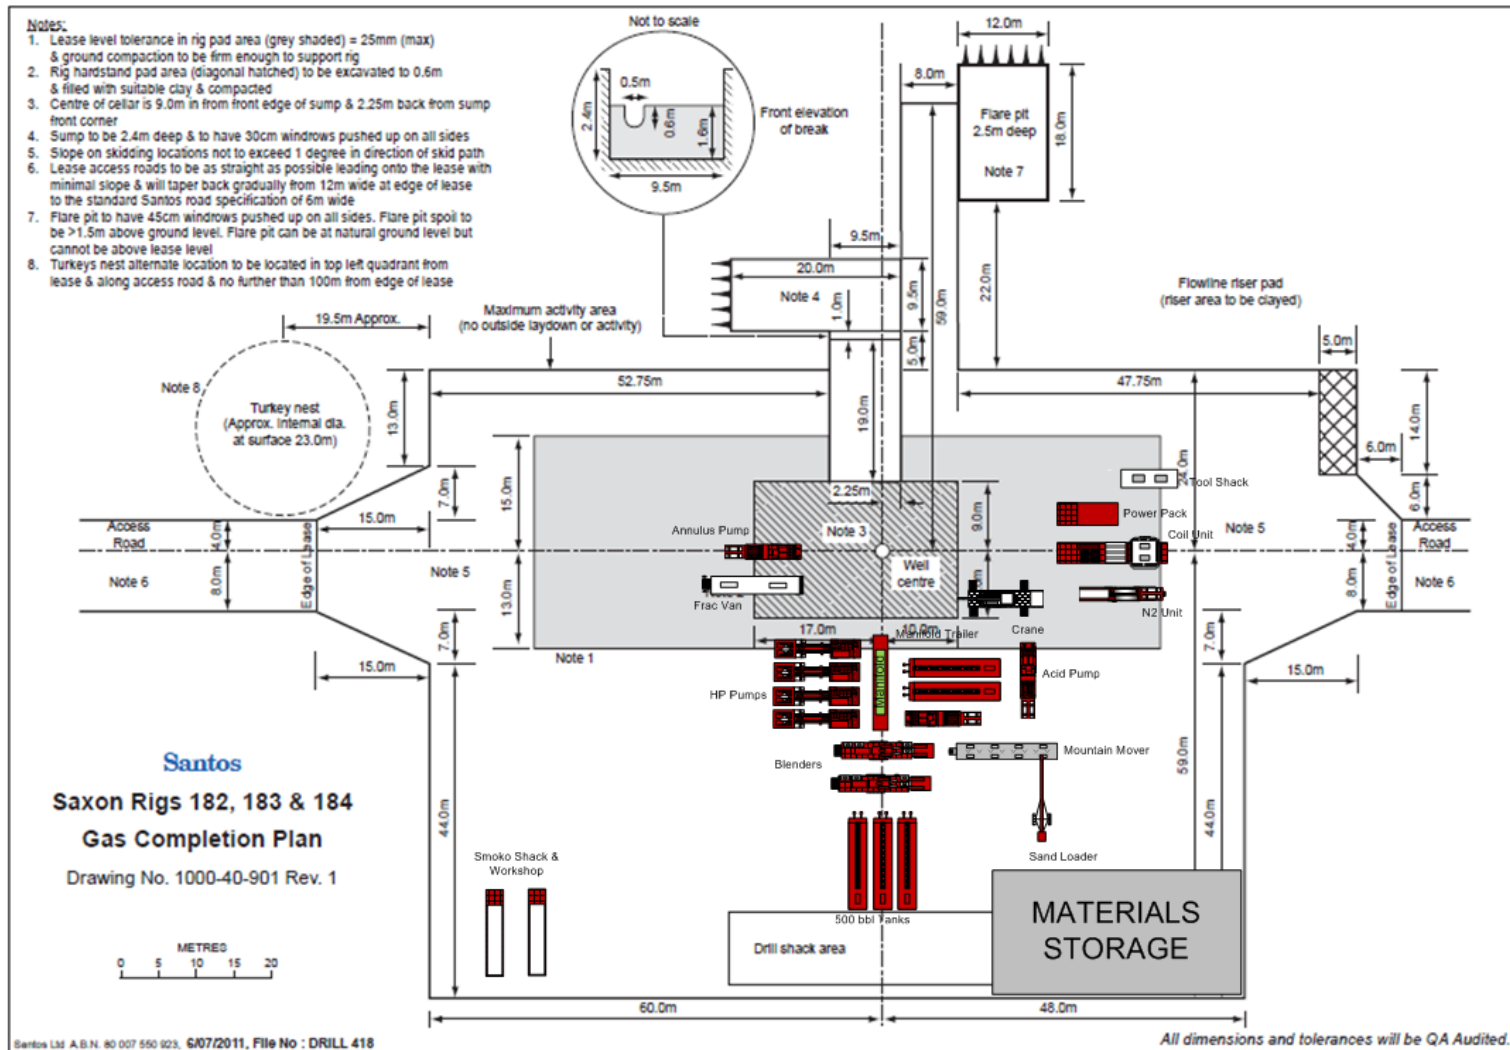 Notes:
1. Lease level tolerance in rig pad area (grey shaded) = 25mm (max)
& ground compaction to be firm enough to support rig
2. Rig hardstand pad area (diagonal hatched) to be excavated to 0.6m
& filled with suitable clay & compacted
3. Centre of cellar is 9.0m in from front edge of sump & 2.25m back from sump
front corner
4. Sump to be 2.4m deep & to have 30cm windrows pushed up on all sides
5. Slope on skidding locations not to exceed 1 degree in direction of skid path
6. Lease access roads to be as straight as possible leading onto the lease with
minimal slope & will taper back gradually from 12m wide at edge of lease
to the standard Santos road specification of 6m wide
7. Flare pit to have 45cm windrows pushed up on all sides. Flare pit spoil to
be >1.5m above ground level. Flare pit can be at natural ground level but
cannot be above lease level
8. Turkeys nest alternate location to be located in top left quadrant from
lease & along access road & no further than 100m from edge of lease
Not to scale
0.5m
2.4m
0.6m
1.6m
9.5m
Front elevation
of break
12.0m
8.0m
Flare pit
2.5m deep
Note 7
18.0m
22.0m
59.0m
9.5m
20.0m
Note 4
1.0m
9.5m
5.0m
19.0m
Flowline riser pad
(riser area to be clayed)
5.0m
Maximum activity area
(no outside laydown or activity)
19.5m Approx.
Note 8
Turkey nest
(Approx. Internal dia.
at surface 23.0m)
13.0m
52.75m
47.75m
14.0m
6.0m
6.0m
24.0m
7.0m
15.0m
15.0m
2.25m
9.0m
Tool Shack
Power Pack
Coil Unit
Note 5
Annulus Pump
Note 3
Access
Road
4.0m
Edge of Lease
Note 6
8.0m
Note 5
13.0m
Well
centre
Frac Van
N2 Unit
4.0m
Access
Road
Edge of Lease
8.0m
Note 6
7.0m
15.0m
Note 1
17.0m
10.0m
Manifold Trailer
Crane
7.0m
15.0m
HP Pumps
Acid Pump
Blenders
Mountain Mover
59.0m
44.0m
44.0m
Sand Loader
Santos
Saxon Rigs 182, 183 & 184
Gas Completion Plan
Drawing No. 1000-40-901 Rev. 1
METRES
0 5 10 15 20
Smoko Shack &
Workshop
500 bbl Tanks
Drill shack area
MATERIALS
STORAGE
60.0m
48.0m
Santos Ltd A.B.N. 80 007 550 923, 6/07/2011, File No : DRILL 418
All dimensions and tolerances will be QA Audited.